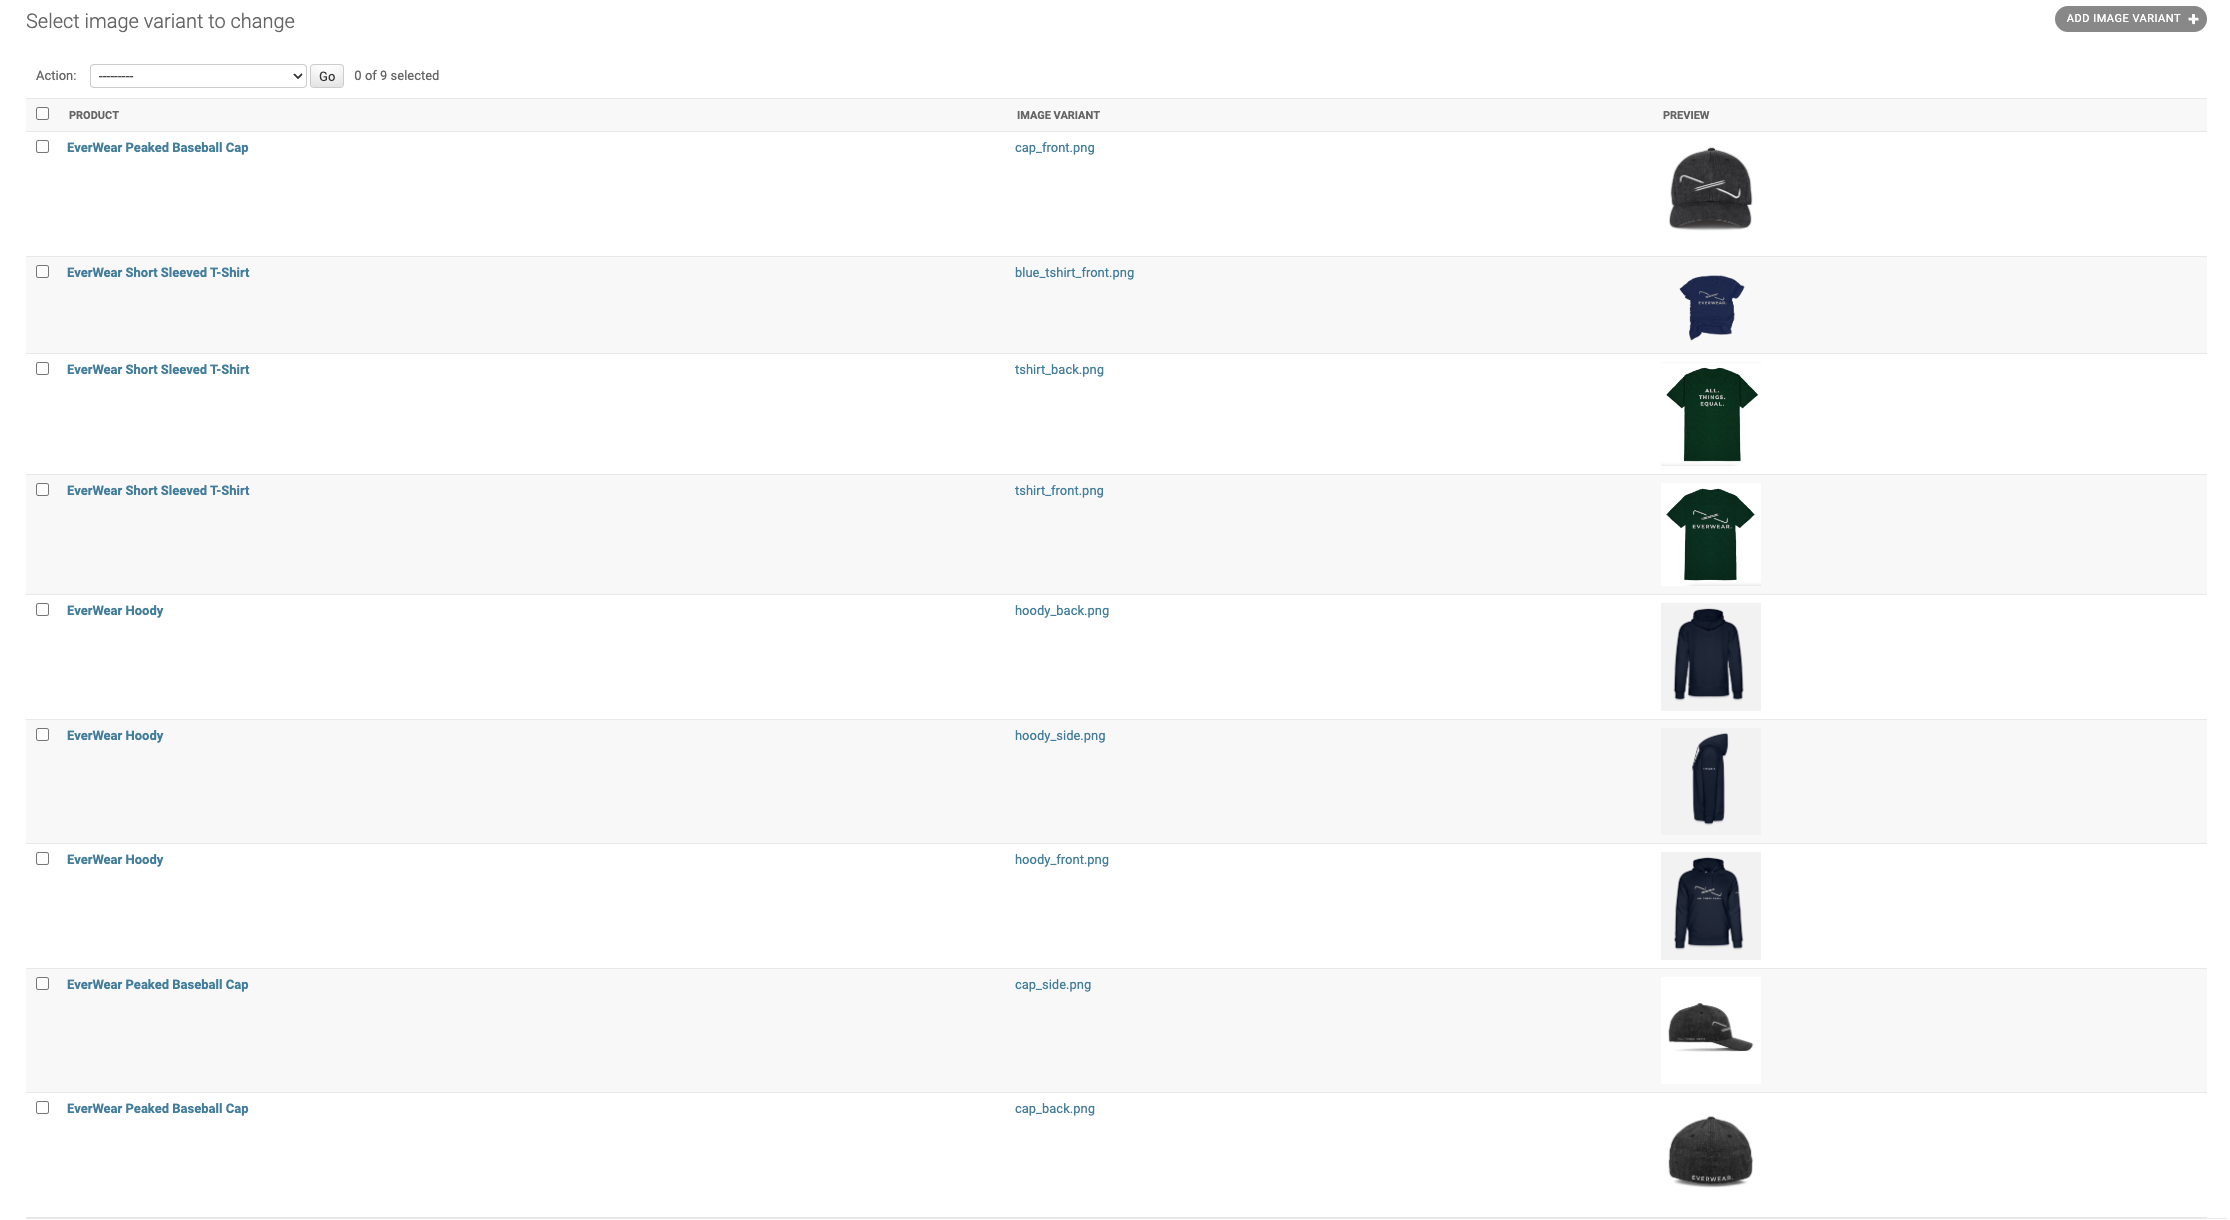 Select image variant to change
ADD IMAGE VARIANT +
Action: --------- Go 0 of 9 selected
PRODUCT IMAGE VARIANT PREVIEW
EverWear Peaked Baseball Cap cap_front.png
EverWear Short Sleeved T-Shirt blue_tshirt_front.png
EVERWEAR.
EverWear Short Sleeved T-Shirt tshirt_back.png
ALL.
THINGS.
EQUAL.
EverWear Short Sleeved T-Shirt tshirt_front.png
EVERWEAR.
EverWear Hoody hoody_back.png
EverWear Hoody hoody_side.png
EverWear Hoody hoody_front.png
EverWear Peaked Baseball Cap cap_side.png
EverWear Peaked Baseball Cap cap_back.png
EVERWEAR.